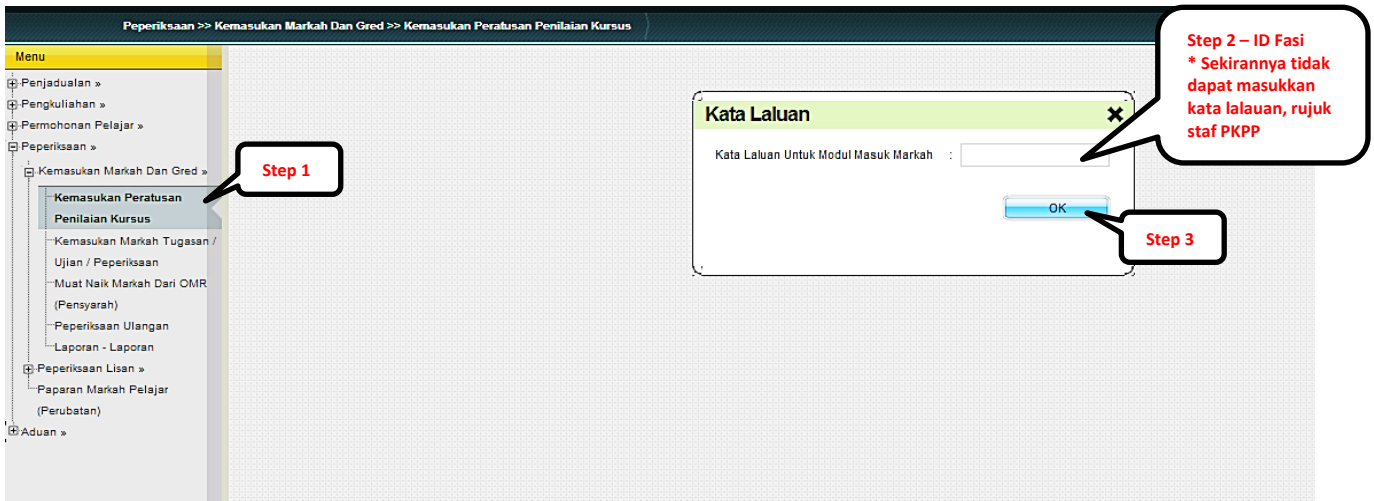 Peperiksaan >> Kemasukan Markah Dan Gred >> Kemasukan Peratusan Penilaian Kursus
Menu
Penjadualan »
Pengkuliahan »
Permohonan Pelajar »
Peperiksaan »
Kemasukan Markah Dan Gred »
Kemasukan Peratusan
Penilaian Kursus
Kemasukan Markah Tugasan /
Ujian / Peperiksaan
Muat Naik Markah Dari OMR
(Pensyarah)
Peperiksaan Ulangan
Laporan - Laporan
Peperiksaan Lisan »
Paparan Markah Pelajar
(Perubatan)
Aduan »
Step 1
Kata Laluan
Kata Laluan Untuk Modul Masuk Markah :
OK
Step 2 – ID Fasi
* Sekirannya tidak
dapat masukkan
kata lalauan, rujuk
staf PKPP
Step 3